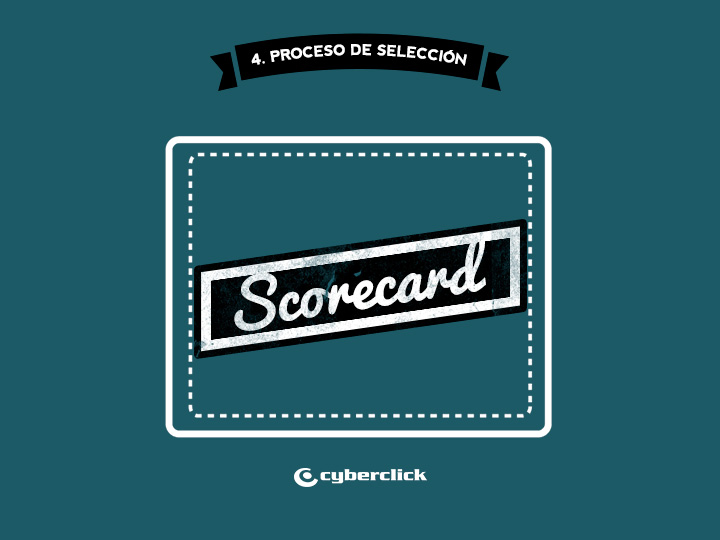 4. PROCESO DE SELECCIÓN
Scorecard
cyberclick